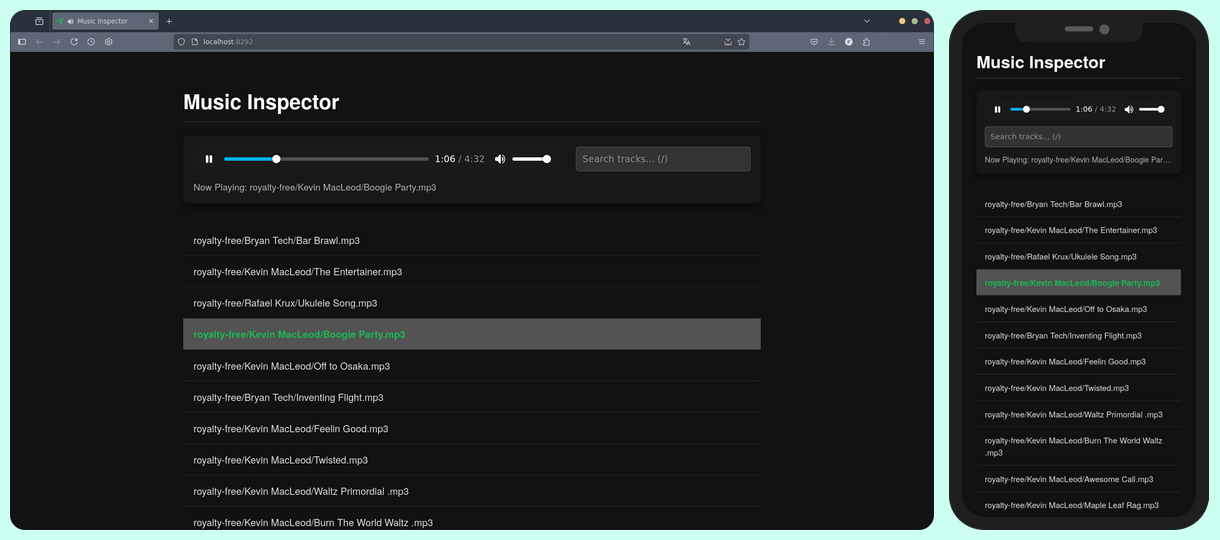 Music Inspector
localhost:8292
Music Inspector
1:06 / 4:32
Search tracks... (/)
Now Playing: royalty-free/Kevin MacLeod/Boogie Party.mp3
royalty-free/Bryan Tech/Bar Brawl.mp3
royalty-free/Kevin MacLeod/The Entertainer.mp3
royalty-free/Rafael Krux/Ukulele Song.mp3
royalty-free/Kevin MacLeod/Boogie Party.mp3
royalty-free/Kevin MacLeod/Off to Osaka.mp3
royalty-free/Bryan Tech/Inventing Flight.mp3
royalty-free/Kevin MacLeod/Feelin Good.mp3
royalty-free/Kevin MacLeod/Twisted.mp3
royalty-free/Kevin MacLeod/Waltz Primordial .mp3
royalty-free/Kevin MacLeod/Burn The World Waltz .mp3
Music Inspector
1:06 / 4:32
Search tracks... (/)
Now Playing: royalty-free/Kevin MacLeod/Boogie Par...
royalty-free/Bryan Tech/Bar Brawl.mp3
royalty-free/Kevin MacLeod/The Entertainer.mp3
royalty-free/Rafael Krux/Ukulele Song.mp3
royalty-free/Kevin MacLeod/Boogie Party.mp3
royalty-free/Kevin MacLeod/Off to Osaka.mp3
royalty-free/Bryan Tech/Inventing Flight.mp3
royalty-free/Kevin MacLeod/Feelin Good.mp3
royalty-free/Kevin MacLeod/Twisted.mp3
royalty-free/Kevin MacLeod/Waltz Primordial .mp3
royalty-free/Kevin MacLeod/Burn The World Waltz
.mp3
royalty-free/Kevin MacLeod/Awesome Call.mp3
royalty-free/Kevin MacLeod/Maple Leaf Rag.mp3